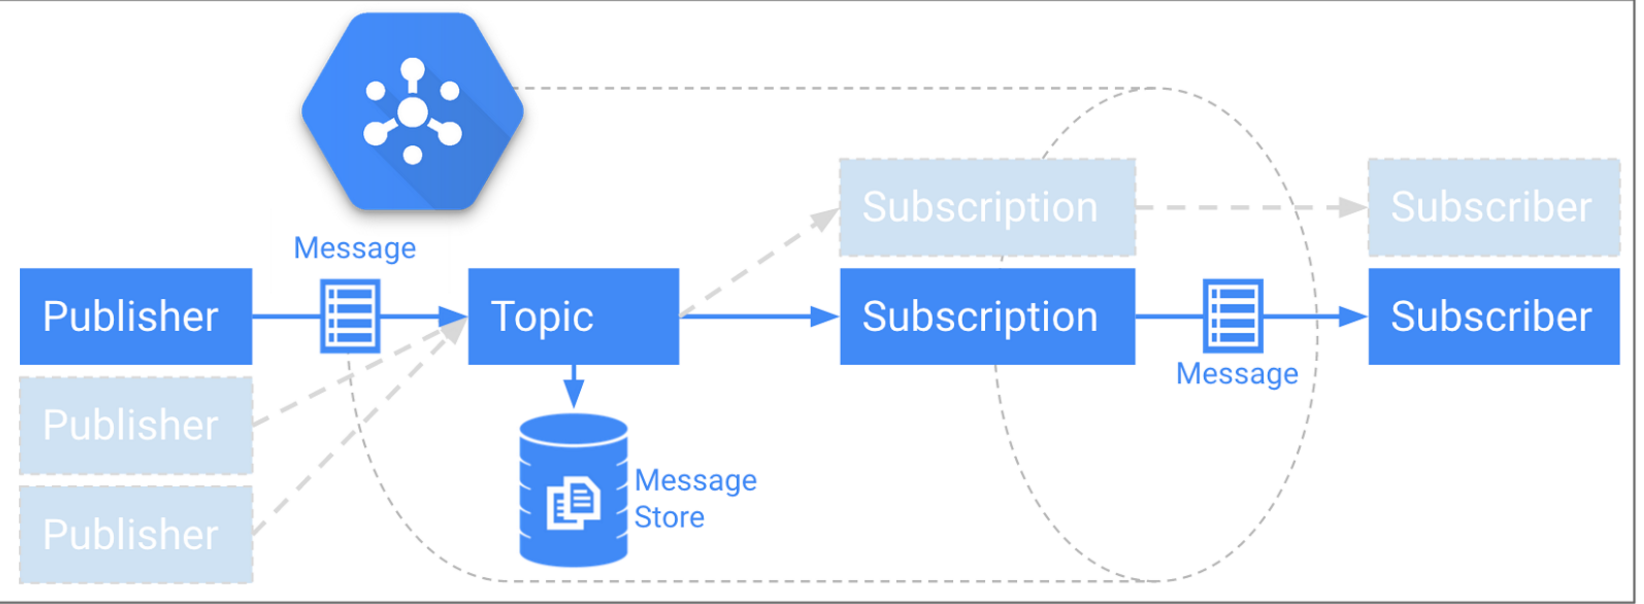 Message
Subscription
Subscriber
Publisher
Topic
Subscription
Subscriber
Message
Publisher
Message
Store
Publisher